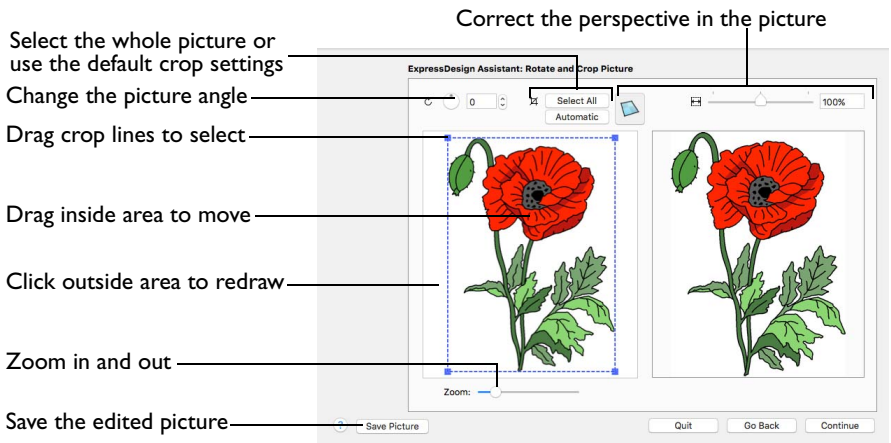 Correct the perspective in the picture
Select the whole picture or
use the default crop settings
ExpressDesign Assistant: Rotate and Crop Picture
Change the picture angle
0
Select All
100%
Automatic
Drag crop lines to select
Drag inside area to move
Click outside area to redraw
Zoom in and out
Zoom:
Save the edited picture
?
Save Picture
Quit
Go Back
Continue